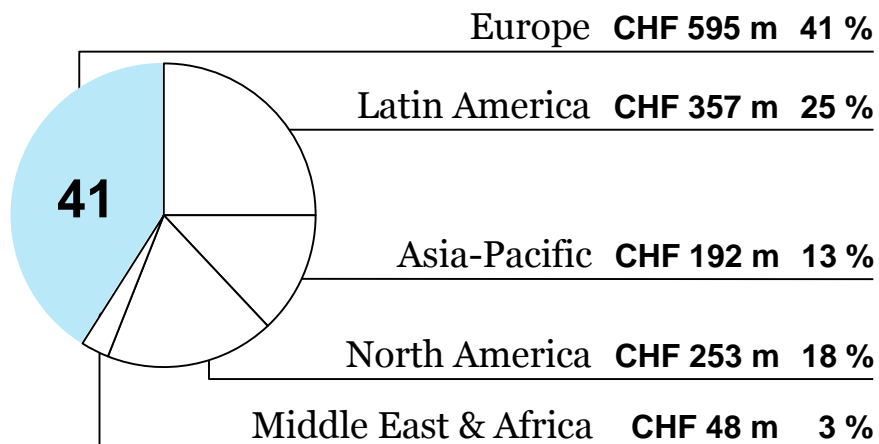 Europe CHF 595 m 41 %
Latin America CHF 357 m 25 %
41
Asia-Pacific CHF 192 m 13 %
North America CHF 253 m 18 %
Middle East & Africa CHF 48 m 3 %